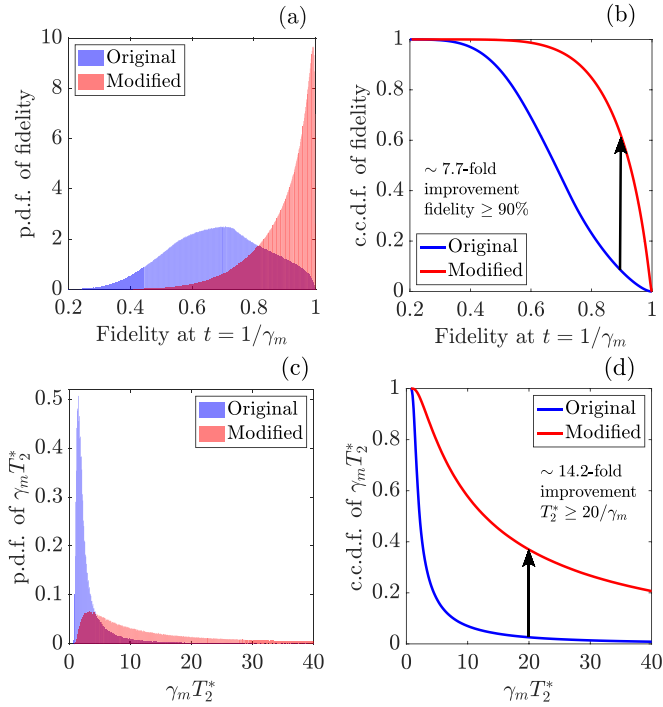 (a)
p.d.f. of fidelity
10
8
6
4
2
0
Original
Modified
0.2 0.4 0.6 0.8 1
Fidelity at t = 1/γₘ
(b)
c.c.d.f. of fidelity
1
0.8
0.6
0.4
0.2
0
∼ 7.7-fold
improvement
fidelity ≥ 90%
Original
Modified
0.2 0.4 0.6 0.8 1
Fidelity at t = 1/γₘ
(c)
p.d.f. of γₘT₂*
0.5
0.4
0.3
0.2
0.1
0
Original
Modified
0 10 20 30 40
γₘT₂*
(d)
c.c.d.f. of γₘT₂*
1
0.8
0.6
0.4
0.2
0
Original
Modified
∼ 14.2-fold
improvement
T₂* ≥ 20/γₘ
0 10 20 30 40
γₘT₂*